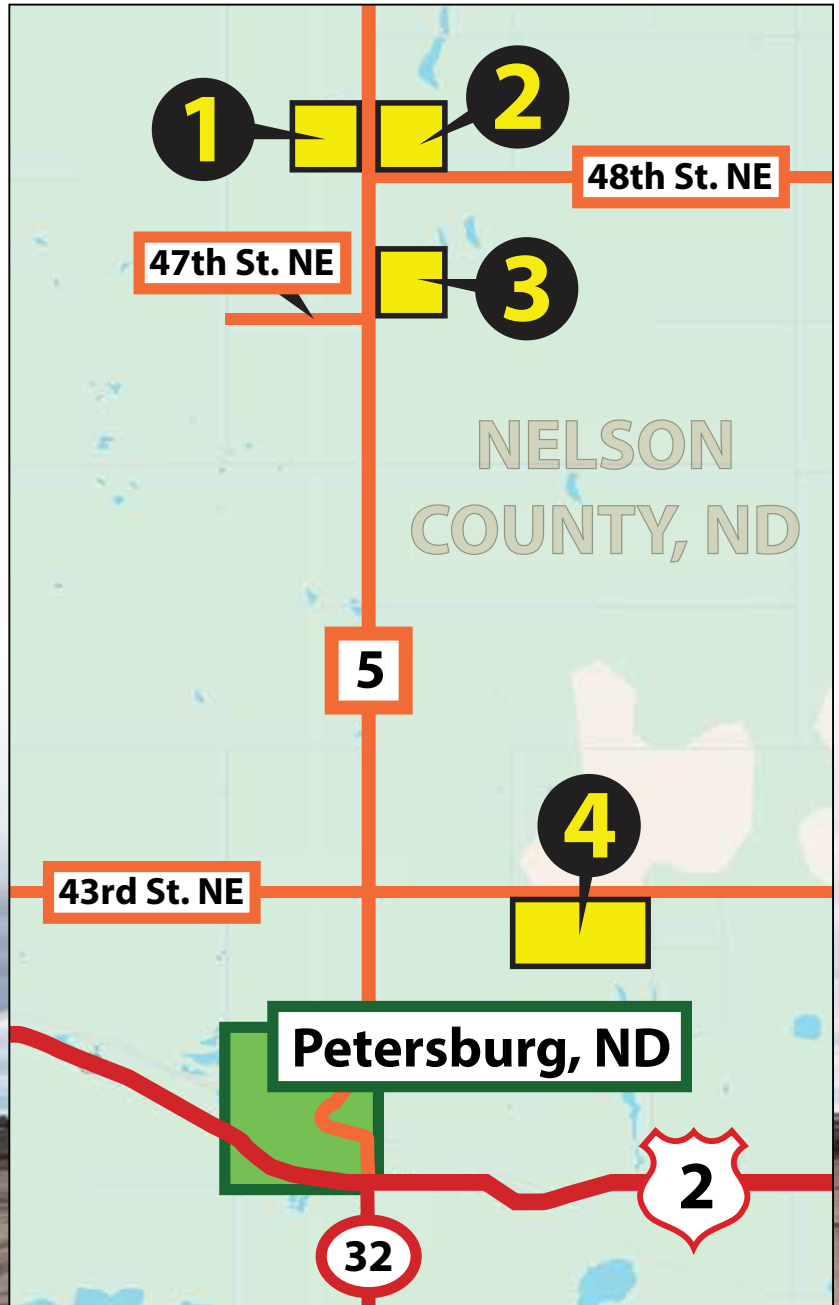 1
2
48th St. NE
47th St. NE
3
NELSON
COUNTY, ND
5
4
43rd St. NE
Petersburg, ND
2
32